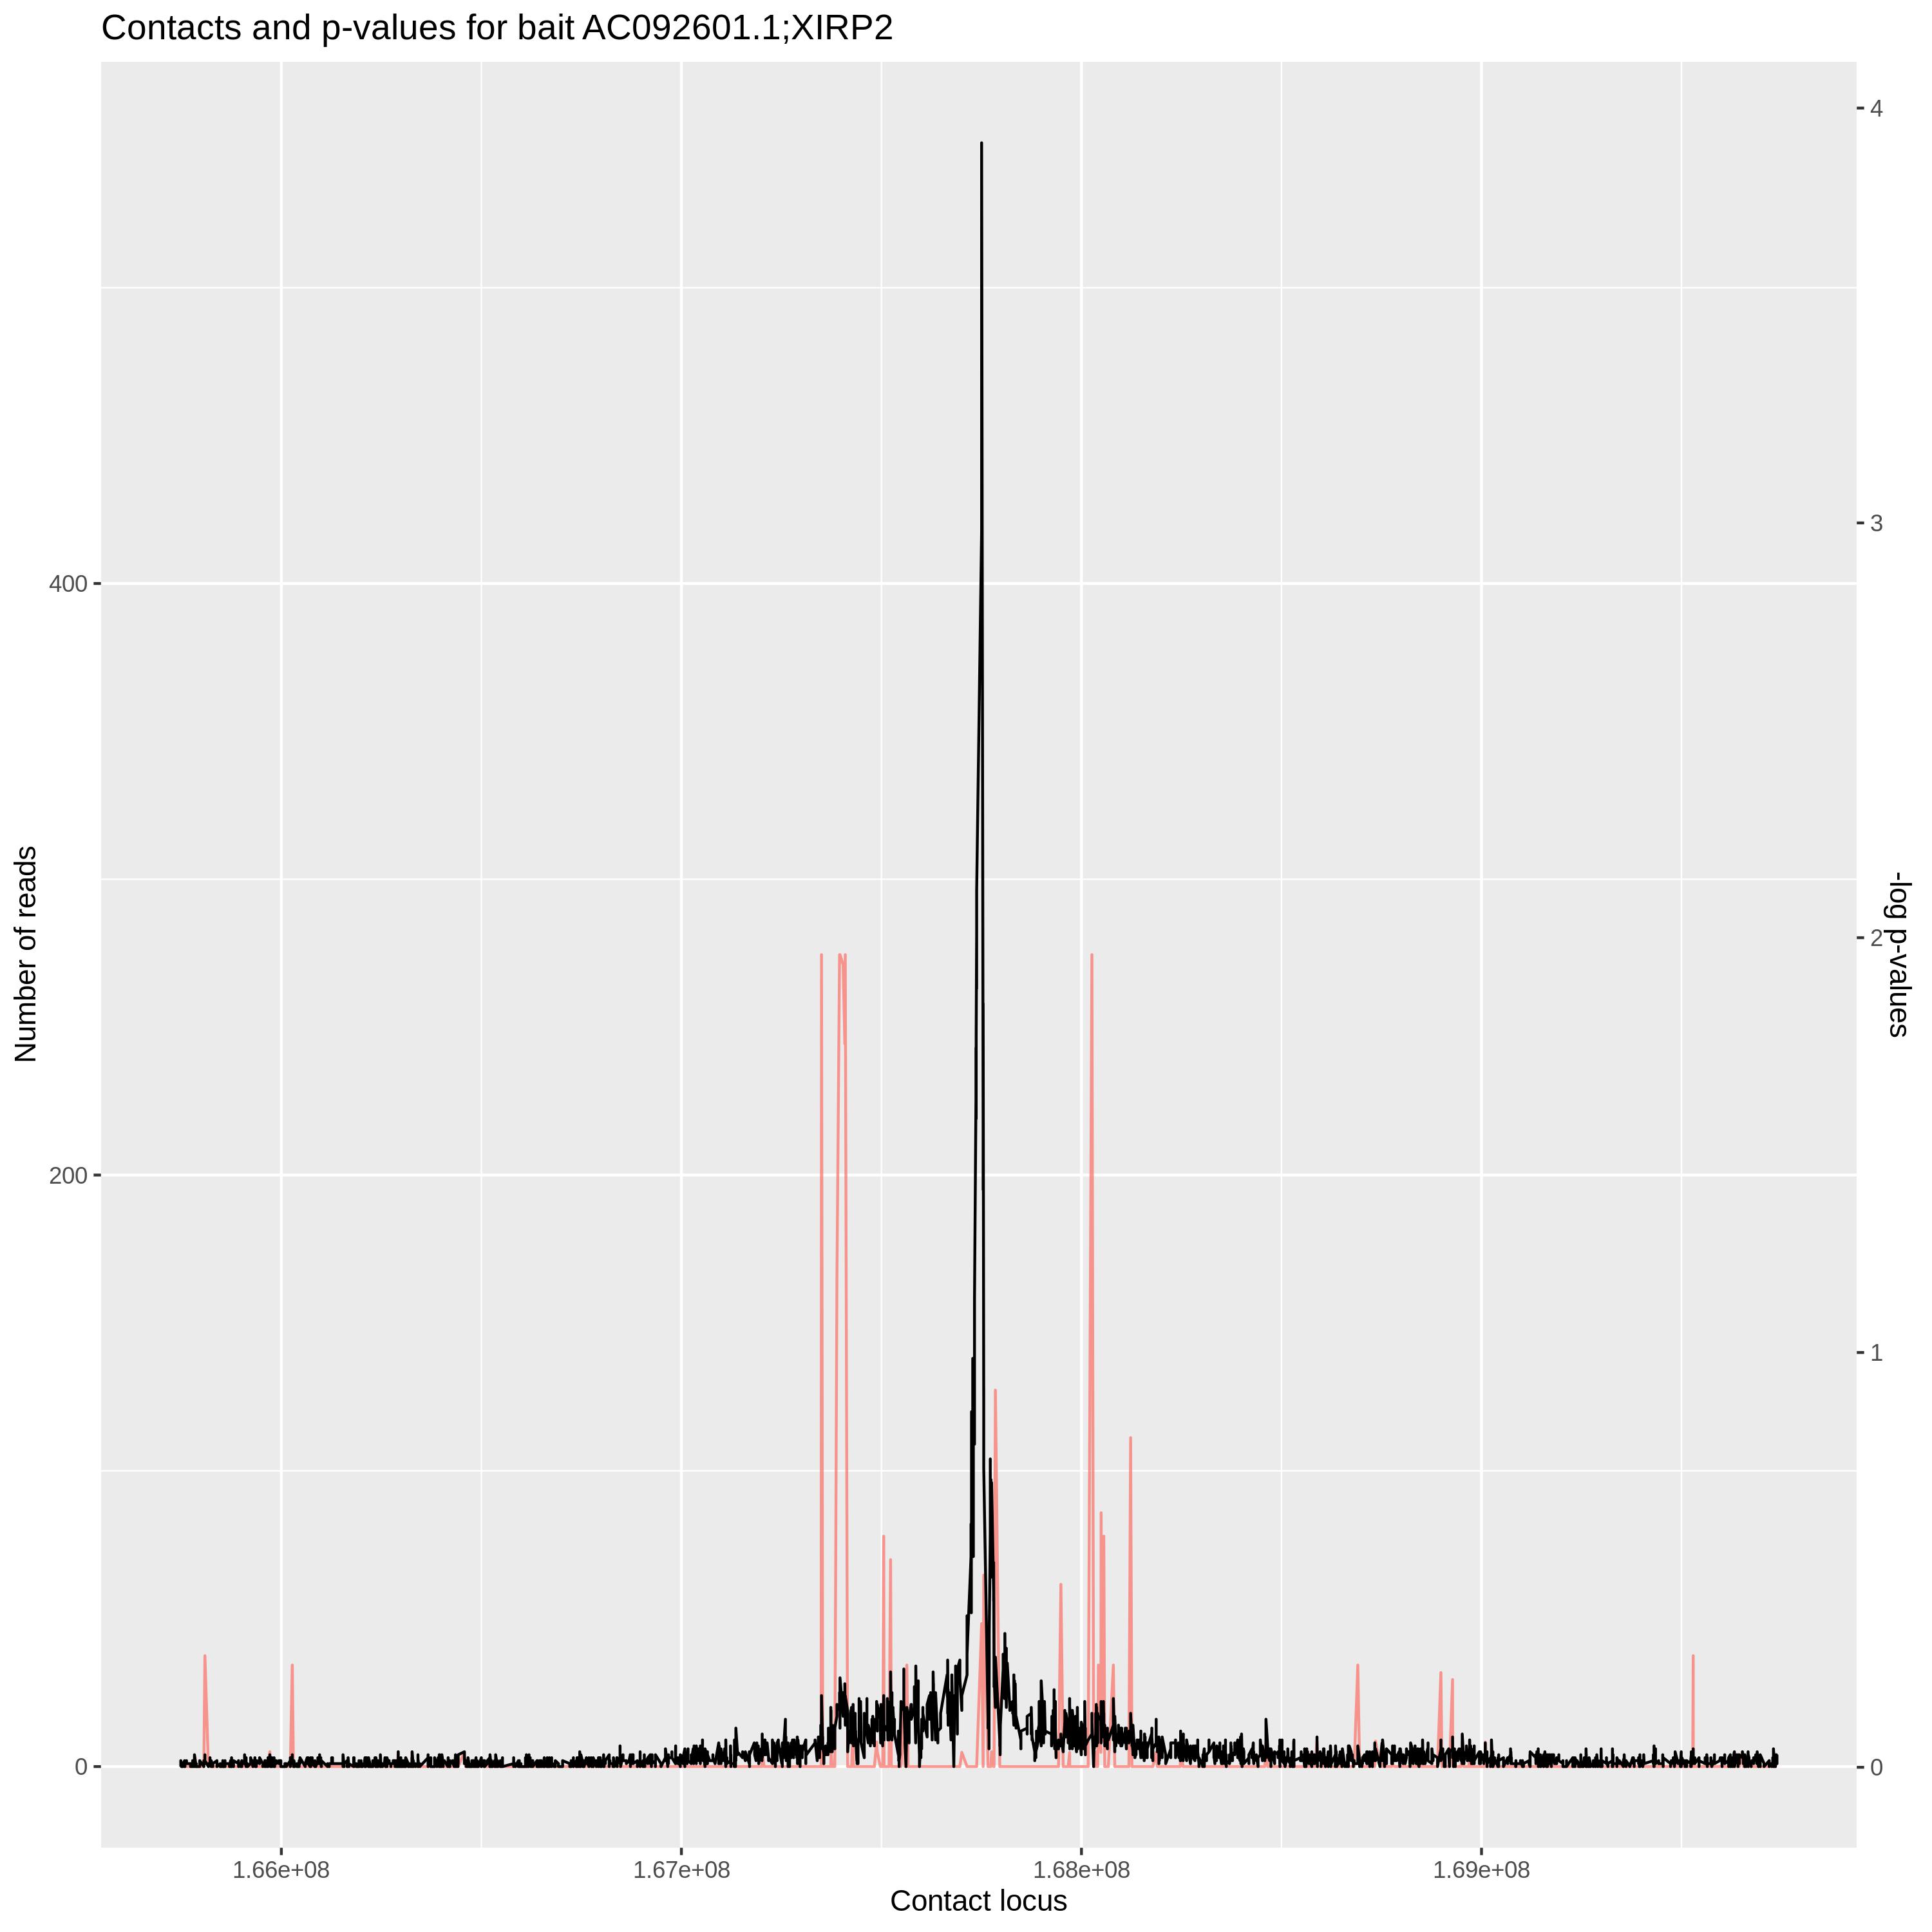 Contacts and p-values for bait AC092601.1;XIRP2
4
3
400
Number of reads
2
-log p-values
200
1
0
0
1.66e+08
1.67e+08
1.68e+08
1.69e+08
Contact locus